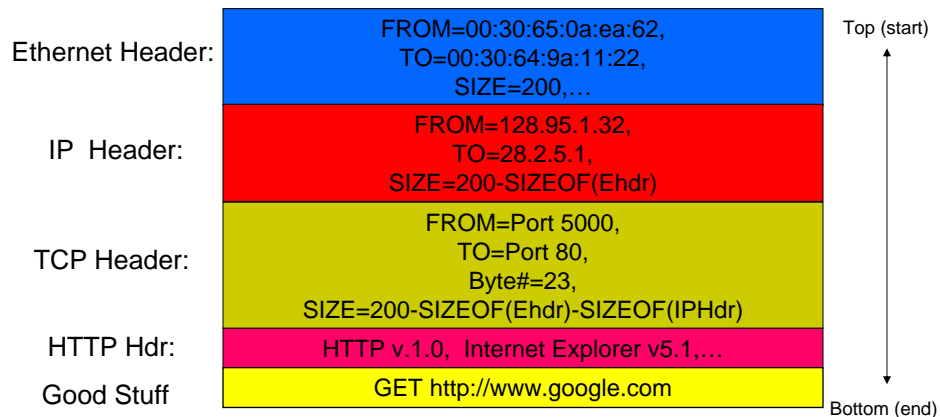 Ethernet Header:
FROM=00:30:65:0a:ea:62,
TO=00:30:64:9a:11:22,
SIZE=200,…
Top (start)
IP  Header:
FROM=128.95.1.32,
TO=28.2.5.1,
SIZE=200-SIZEOF(Ehdr)
TCP Header:
FROM=Port 5000,
TO=Port 80,
Byte#=23,
SIZE=200-SIZEOF(Ehdr)-SIZEOF(IPHdr)
HTTP Hdr:
HTTP v.1.0,  Internet Explorer v5.1,…
Good Stuff
GET http://www.google.com
Bottom (end)